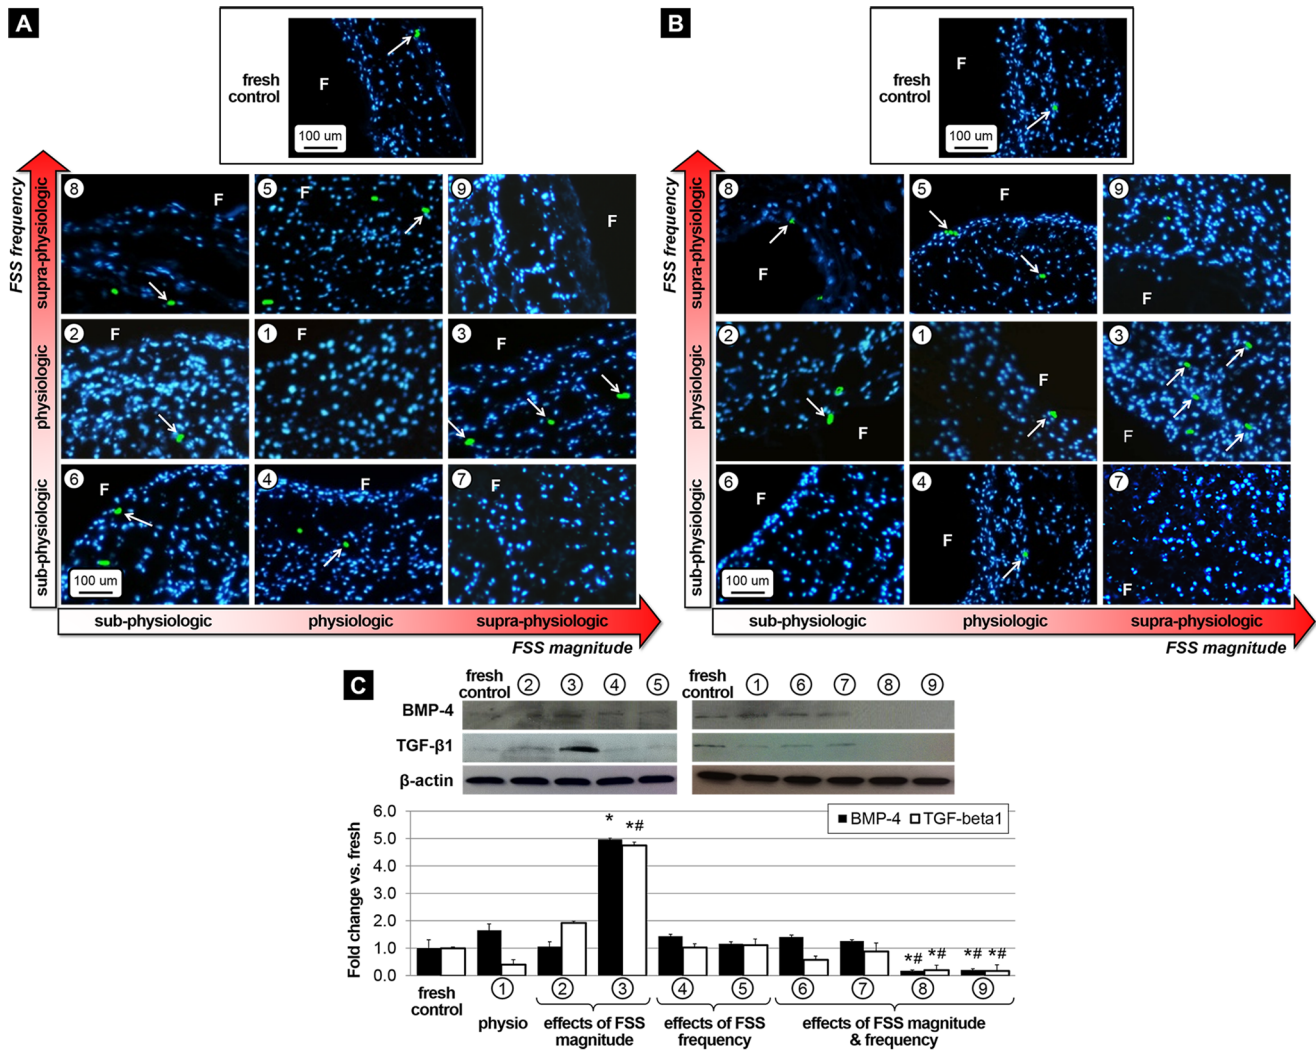 A
fresh
control
F
100 um
FSS frequency
supra-physiologic
physiologic
sub-physiologic
8
F
5
F
9
F
2
F
1
F
3
F
6
F
100 um
4
F
7
F
sub-physiologic
physiologic
supra-physiologic
FSS magnitude
B
fresh
control
F
100 um
FSS frequency
supra-physiologic
physiologic
sub-physiologic
8
F
5
F
9
F
2
F
1
F
3
F
6
F
100 um
4
F
7
F
sub-physiologic
physiologic
supra-physiologic
FSS magnitude
C
fresh
control 2 3 4 5
fresh
control 1 6 7 8 9
BMP-4
TGF-β1
β-actin
Fold change vs. fresh
6.0
5.0
4.0
3.0
2.0
1.0
0.0
BMP-4 TGF-beta1
* *#
*# *# *# *#
fresh
control
1 2 3 4 5 6 7 8 9
physio
effects of FSS
magnitude
effects of FSS
frequency
effects of FSS magnitude
& frequency